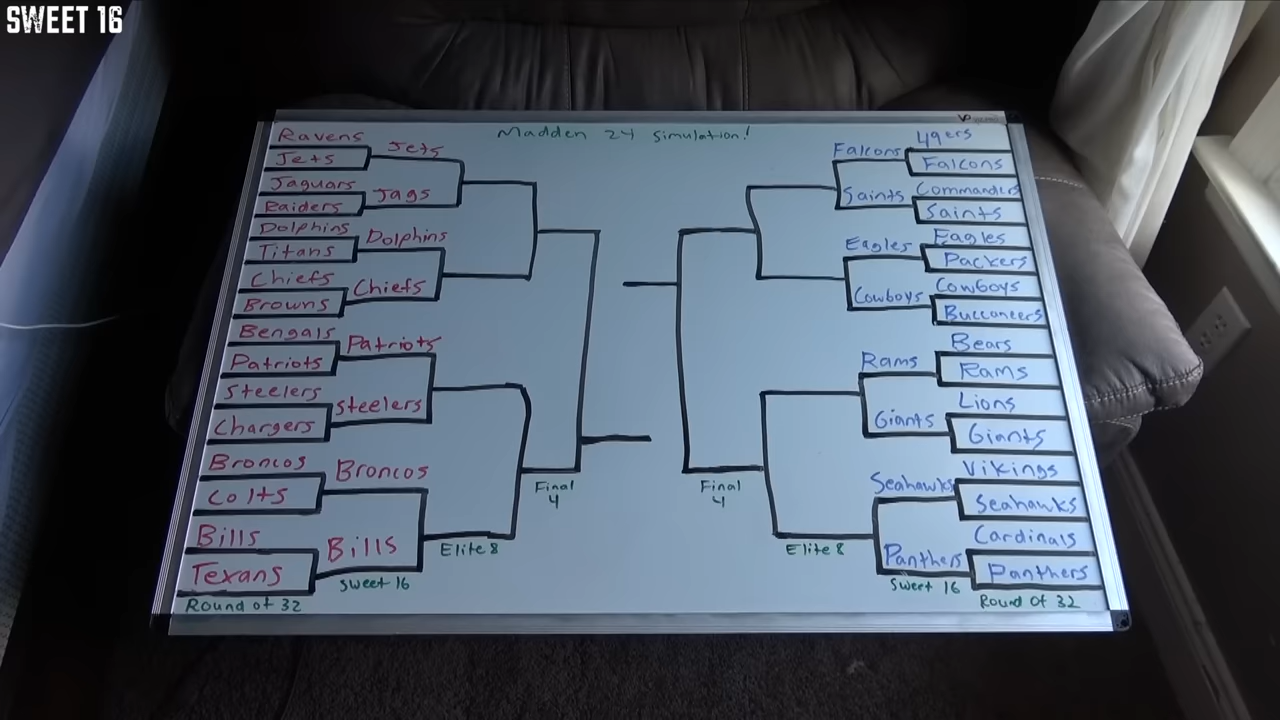 SWEET 16
Madden 24 Simulation!
Ravens
Jets
Jaguars
Raiders
Dolphins
Titans
Chiefs
Browns
Bengals
Patriots
Steelers
Chargers
Broncos
Colts
Bills
Texans
Round of 32
Jets
Jags
Dolphins
Chiefs
Patriots
Steelers
Broncos
Bills
Sweet 16
Elite 8
Final
4
Final
4
Elite 8
Falcons
Saints
Eagles
Cowboys
Rams
Giants
Seahawks
Panthers
Sweet 16
49ers
Falcons
Commanders
Saints
Eagles
Packers
Cowboys
Buccaneers
Bears
Rams
Lions
Giants
Vikings
Seahawks
Cardinals
Panthers
Round Of 32